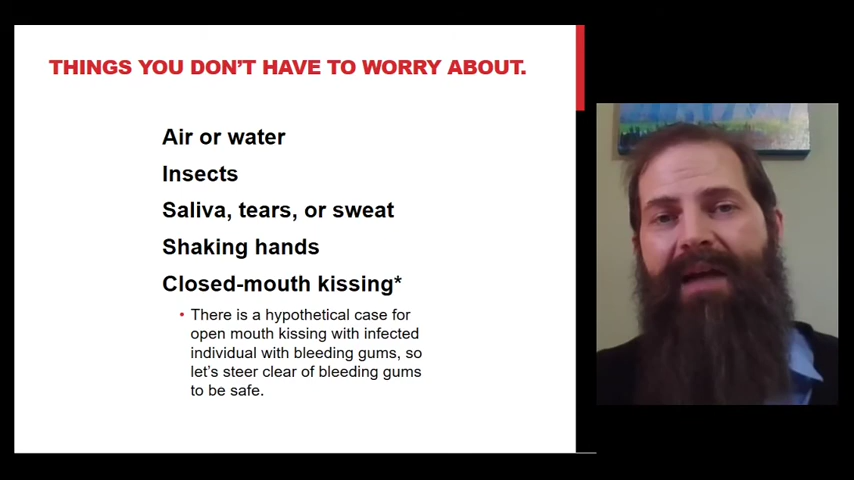 THINGS YOU DON’T HAVE TO WORRY ABOUT.
Air or water
Insects
Saliva, tears, or sweat
Shaking hands
Closed-mouth kissing*
• There is a hypothetical case for
open mouth kissing with infected
individual with bleeding gums, so
let’s steer clear of bleeding gums
to be safe.